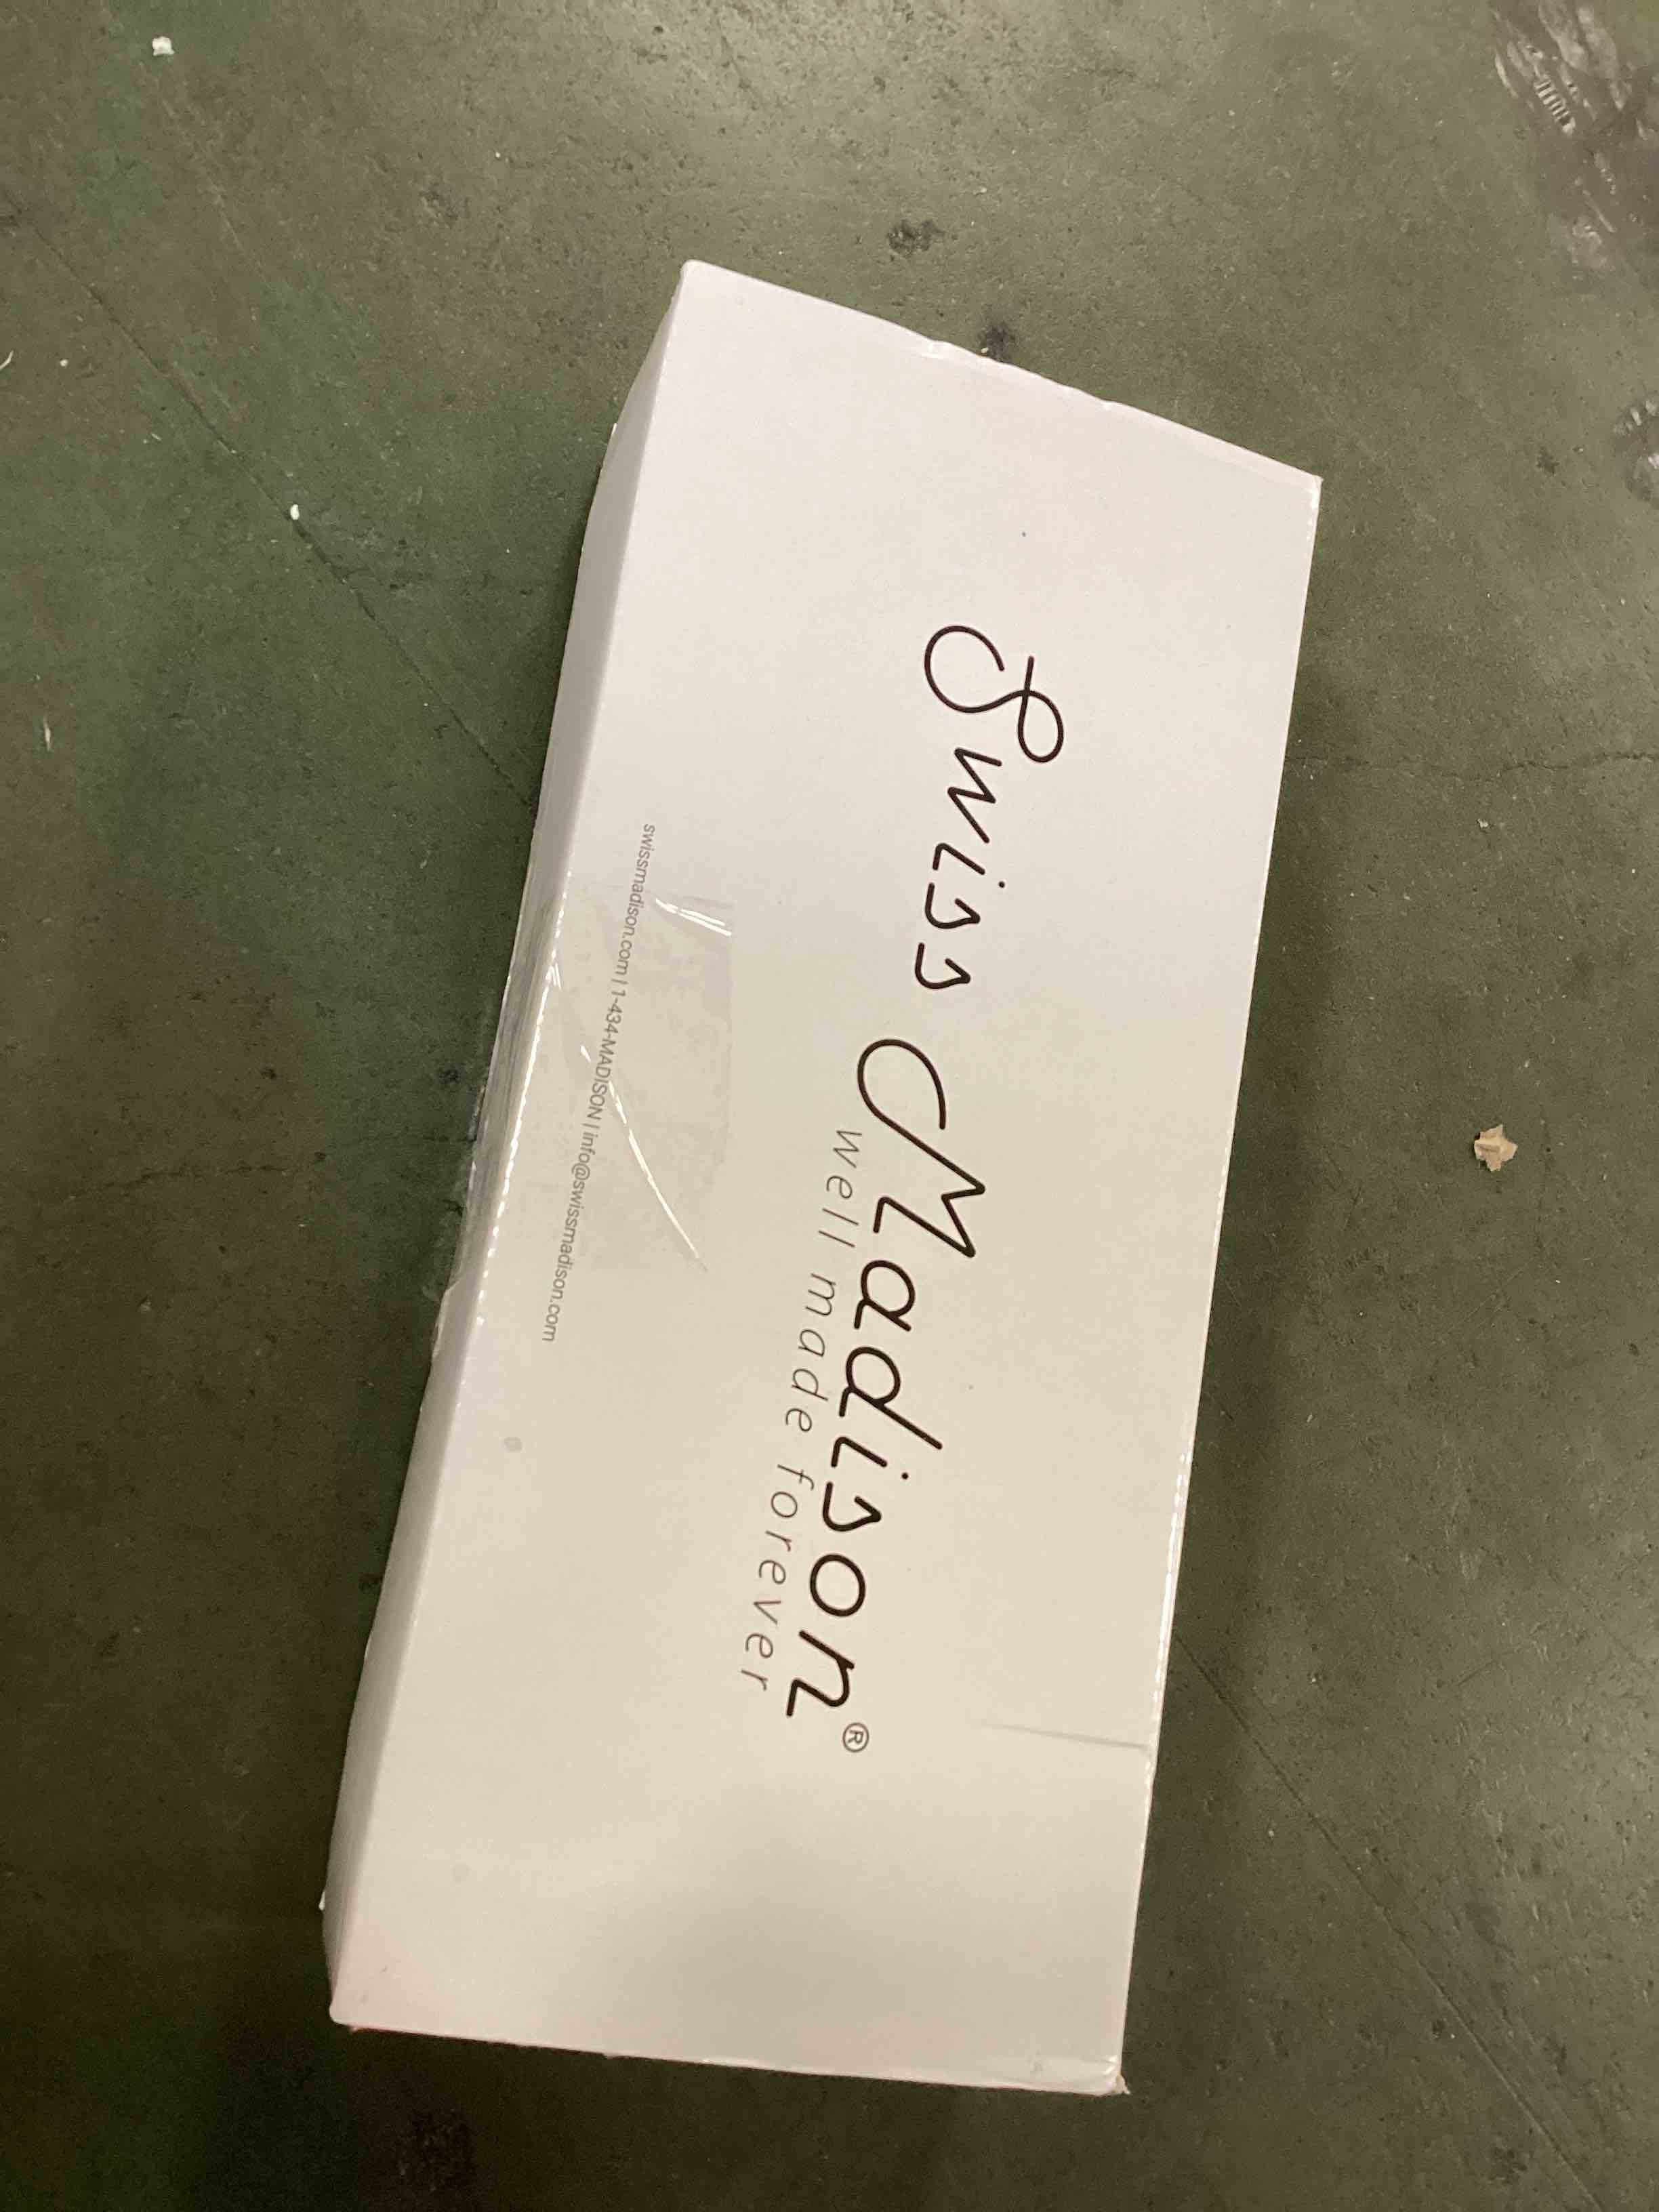 Swiss Madison®
well made forever
swissmadison.com | 1-434-MADISON | info@swissmadison.com